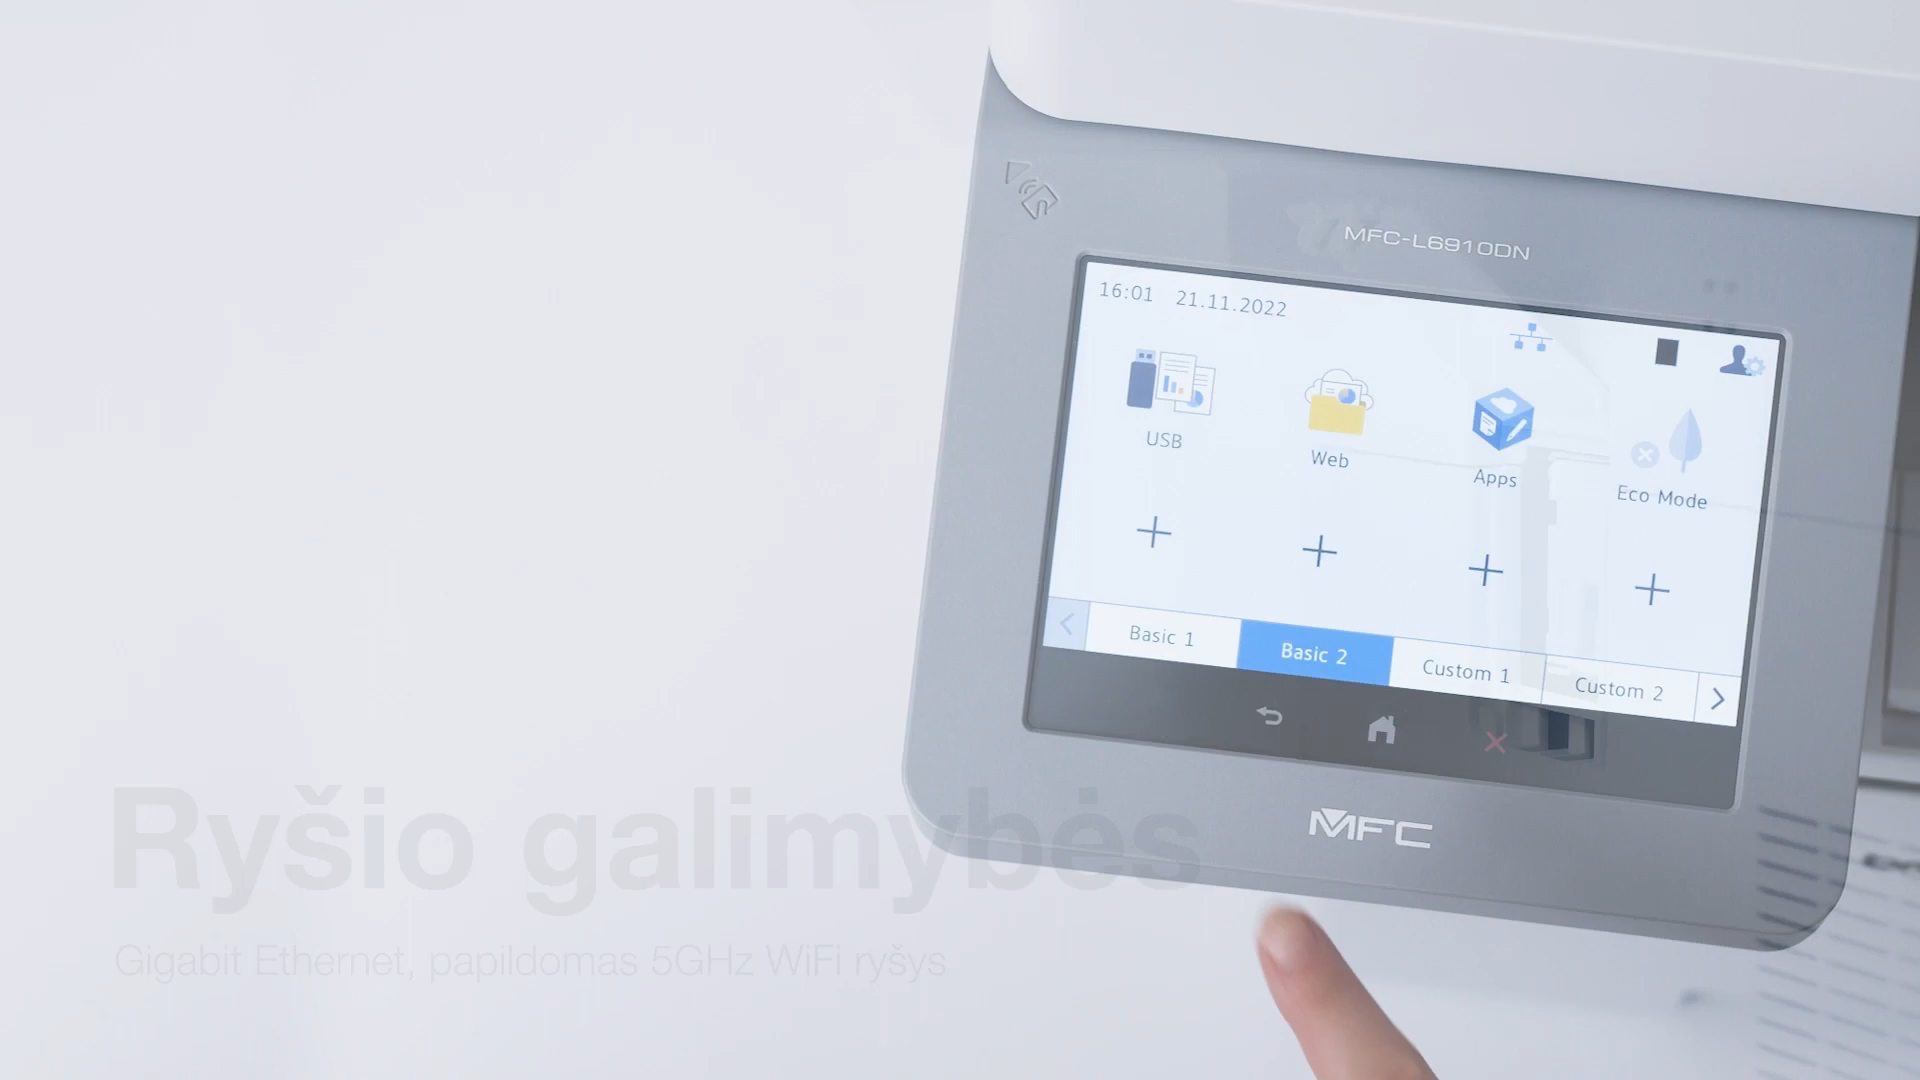 MFC-L6910DN
16:01 21.11.2022
USB
Web
Apps
Eco Mode
Basic 1
Basic 2
Custom 1
Custom 2
MFC
Ryšio galimybės
Gigabit Ethernet, papildomas 5GHz WiFi ryšys